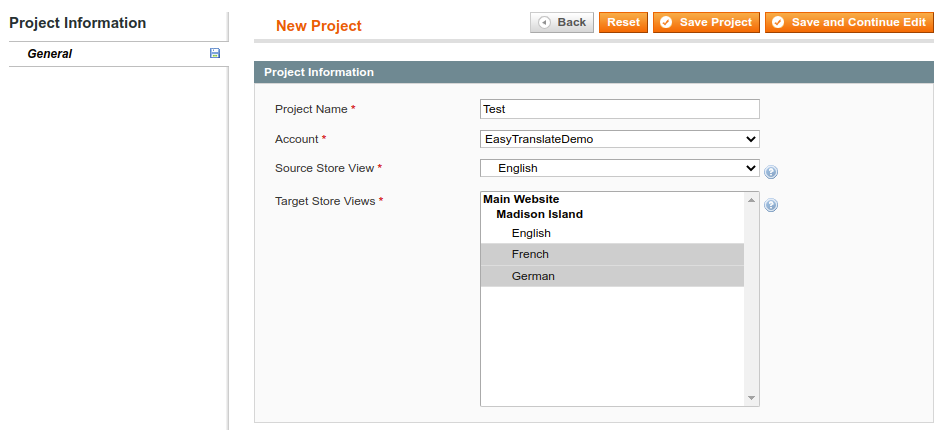 Project Information
General
New Project
Back
Reset
Save Project
Save and Continue Edit
Project Information
Project Name *
Test
Account *
EasyTranslateDemo
Source Store View *
English
Target Store Views *
Main Website
Madison Island
English
French
German